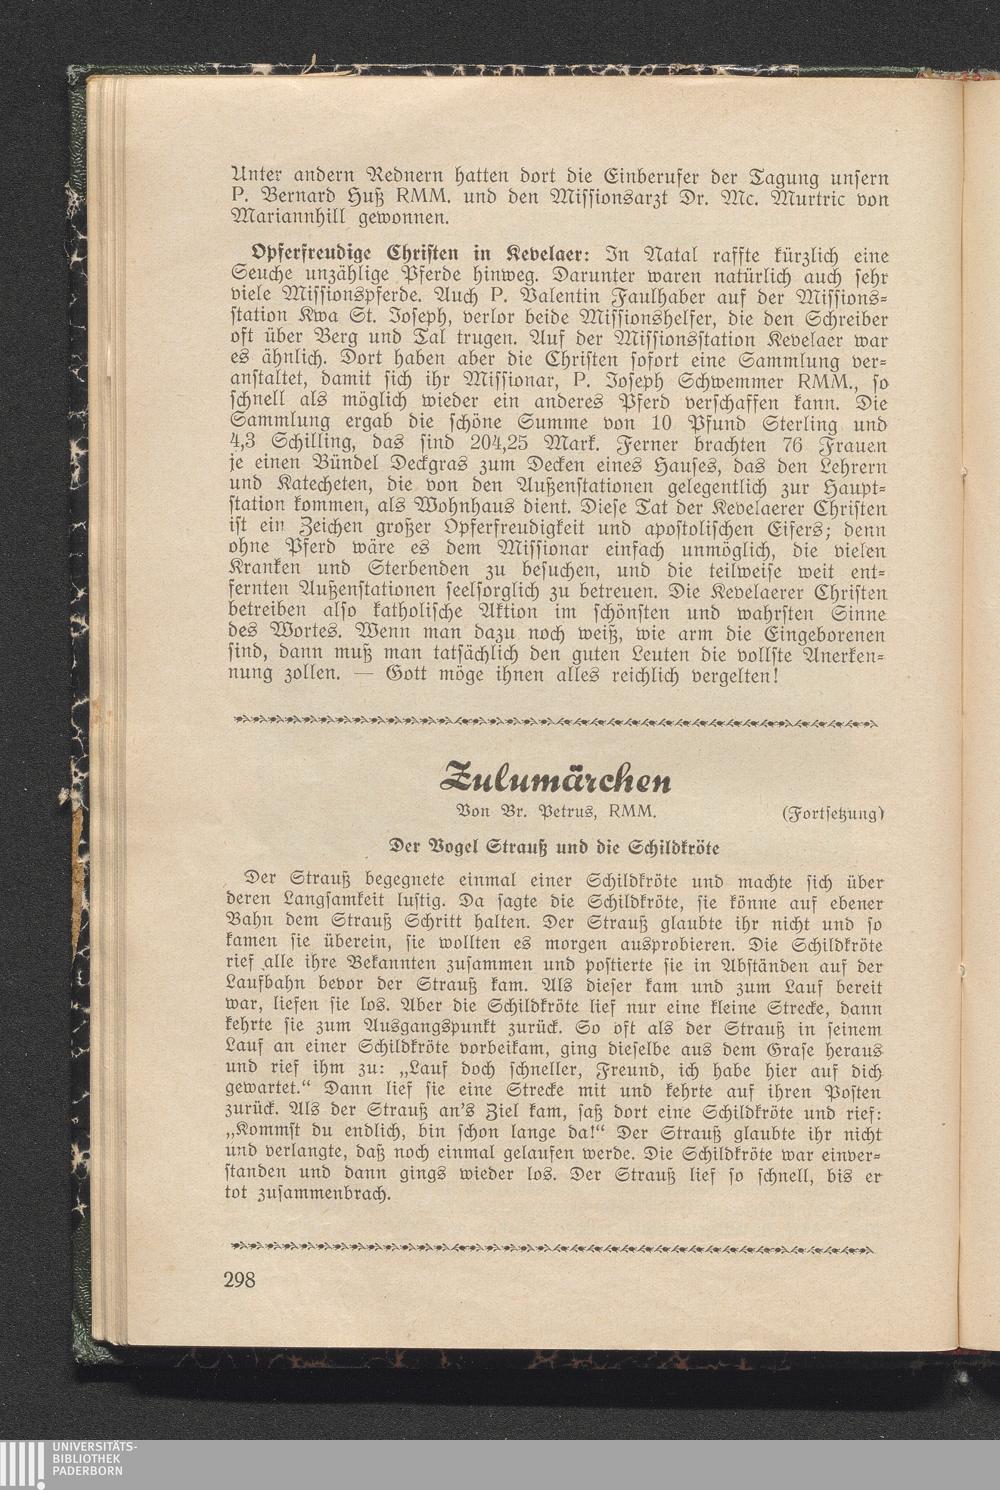 Unter andern Rednern hatten dort die Einberufer der Tagung unsern
P. Bernard Huß RMM. und den Missionsarzt Dr. Mc. Murtric von
Mariannhill gewonnen.
Opferfreudige Christen in Kevelaer: In Natal raffte kürzlich eine
Seuche unzählige Pferde hinweg. Darunter waren natürlich auch sehr
viele Missionspferde. Auch P. Valentin Faulhaber auf der Missions-
station Kwa St. Joseph, verlor beide Missionshelfer, die den Schreiber
oft über Berg und Tal trugen. Auf der Missionsstation Kevelaer war
es ähnlich. Dort haben aber die Christen sofort eine Sammlung ver-
anstaltet, damit sich ihr Missionar, P. Joseph Schwemmer RMM., so
schnell als möglich wieder ein anderes Pferd verschaffen kann. Die
Sammlung ergab die schöne Summe von 10 Pfund Sterling und
4,3 Schilling, das sind 204,25 Mark. Ferner brachten 76 Frauen
je einen Bündel Deckgras zum Decken eines Hauses, das den Lehrern
und Katecheten, die von den Außenstationen gelegentlich zur Haupt-
station kommen, als Wohnhaus dient. Diese Tat der Kevelaerer Christen
ist ein Zeichen großer Opferfreudigkeit und apostolischen Eifers; denn
ohne Pferd wäre es dem Missionar einfach unmöglich, die vielen
Kranken und Sterbenden zu besuchen, und die teilweise weit ent-
fernten Außenstationen seelsorglich zu betreuen. Die Kevelaerer Christen
betreiben also katholische Aktion im schönsten und wahrsten Sinne
des Wortes. Wenn man dazu noch weiß, wie arm die Eingeborenen
sind, dann muß man tatsächlich den guten Leuten die vollste Anerken-
nung zollen. — Gott möge ihnen alles reichlich vergelten!
Zulumärchen
Von Br. Petrus, RMM. (Fortsetzung)
Der Vogel Strauß und die Schildkröte
Der Strauß begegnete einmal einer Schildkröte und machte sich über
deren Langsamkeit lustig. Da sagte die Schildkröte, sie könne auf ebener
Bahn dem Strauß Schritt halten. Der Strauß glaubte ihr nicht und so
kamen sie überein, sie wollten es morgen ausprobieren. Die Schildkröte
rief alle ihre Bekannten zusammen und postierte sie in Abständen auf der
Laufbahn bevor der Strauß kam. Als dieser kam und zum Lauf bereit
war, liefen sie los. Aber die Schildkröte lief nur eine kleine Strecke, dann
kehrte sie zum Ausgangspunkt zurück. So oft als der Strauß in seinem
Lauf an einer Schildkröte vorbeikam, ging dieselbe aus dem Grase heraus
und rief ihm zu: „Lauf doch schneller, Freund, ich habe hier auf dich
gewartet.“ Dann lief sie eine Strecke mit und kehrte auf ihren Posten
zurück. Als der Strauß an's Ziel kam, saß dort eine Schildkröte und rief:
„Kommst du endlich, bin schon lange da!“ Der Strauß glaubte ihr nicht
und verlangte, daß noch einmal gelaufen werde. Die Schildkröte war einver-
standen und dann gings wieder los. Der Strauß lief so schnell, bis er
tot zusammenbrach.
298
UNIVERSITÄTS-
BIBLIOTHEK
PADERBORN